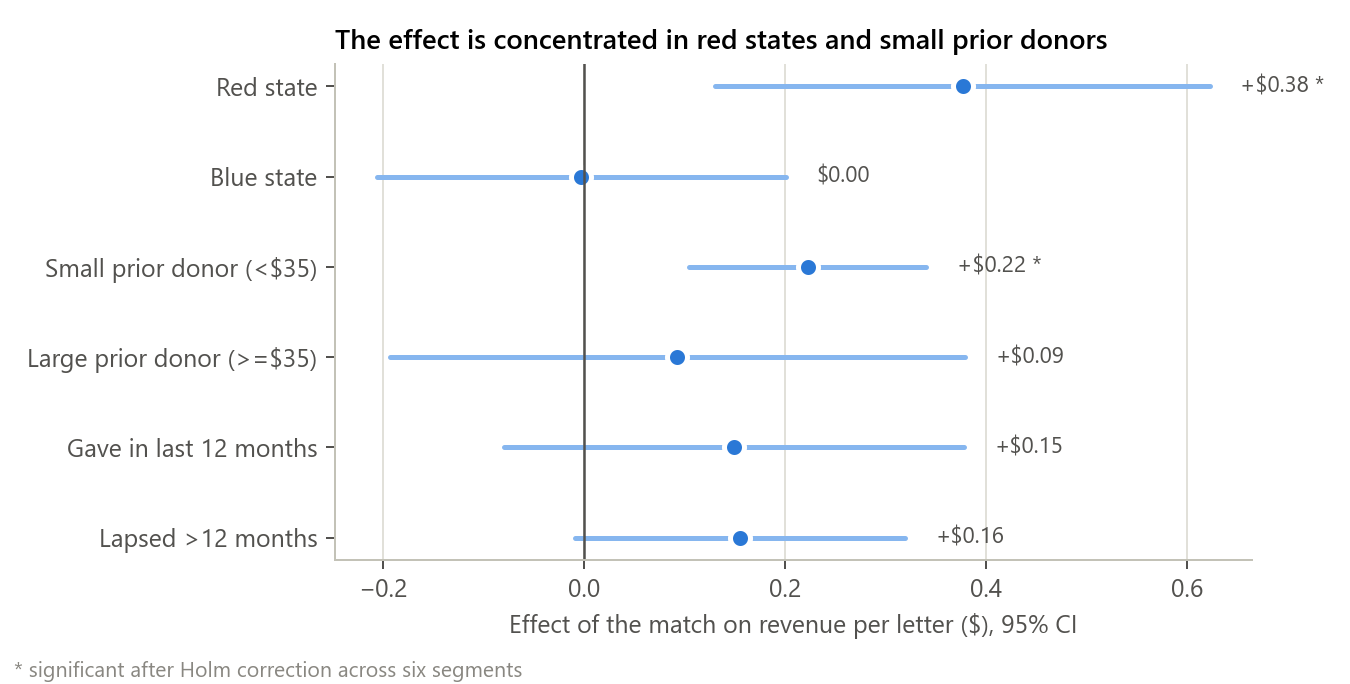 The effect is concentrated in red states and small prior donors
Red state
+$0.38 *
Blue state
$0.00
Small prior donor (<$35)
+$0.22 *
Large prior donor (>=$35)
+$0.09
Gave in last 12 months
+$0.15
Lapsed >12 months
+$0.16
−0.2 0.0 0.2 0.4 0.6
Effect of the match on revenue per letter ($), 95% CI
* significant after Holm correction across six segments